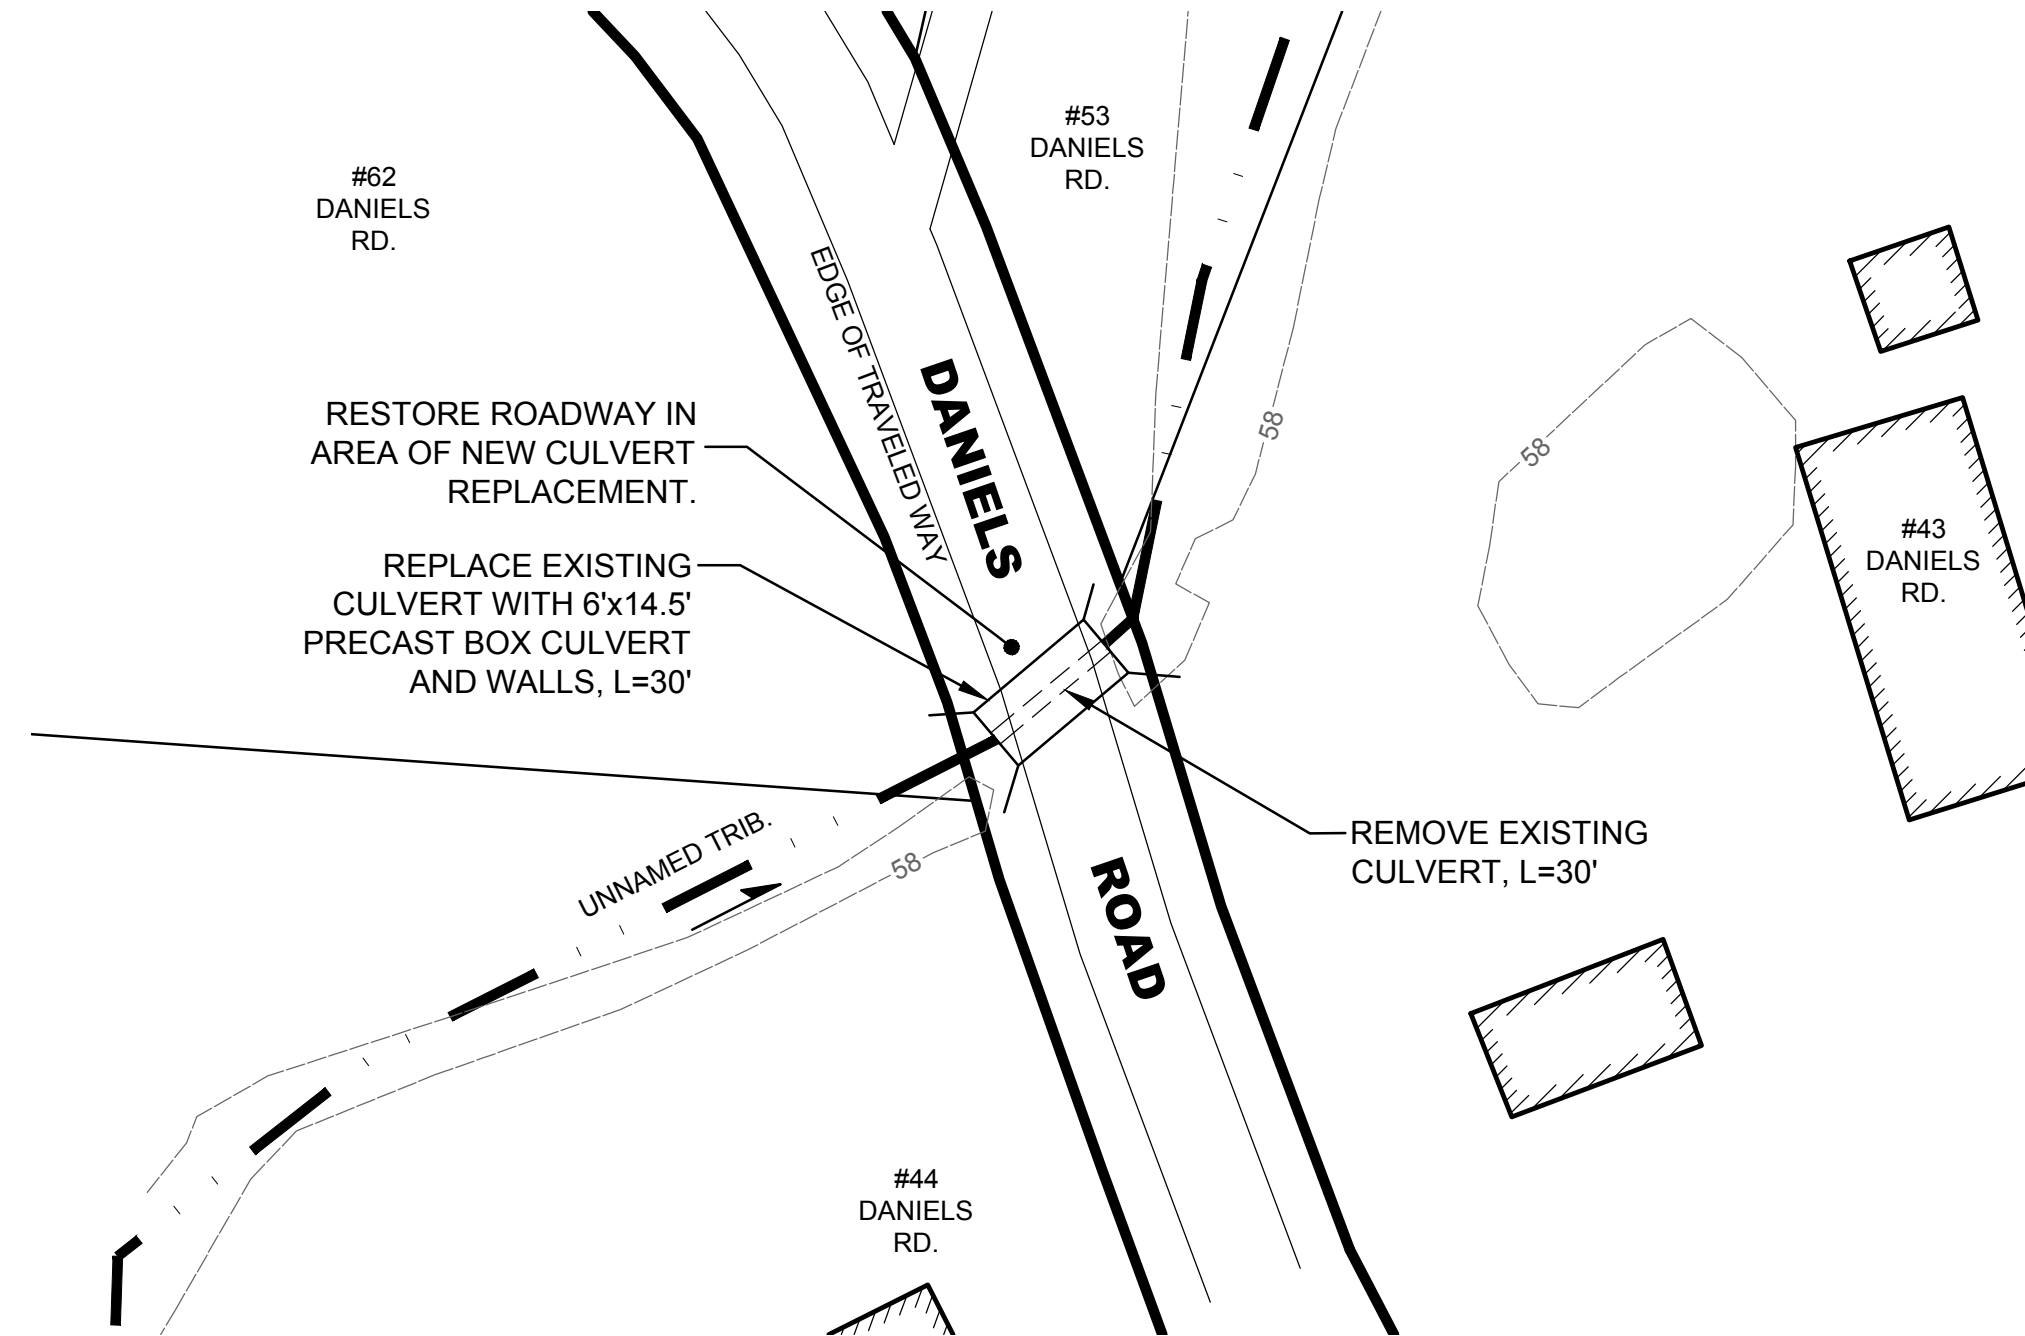 #53
DANIELS
RD.
#62
DANIELS
RD.
EDGE OF TRAVELED WAY
DANIELS
RESTORE ROADWAY IN
AREA OF NEW CULVERT
REPLACEMENT.
58
58
#43
DANIELS
RD.
REPLACE EXISTING
CULVERT WITH 6'x14.5'
PRECAST BOX CULVERT
AND WALLS, L=30'
UNNAMED TRIB.
58
REMOVE EXISTING
CULVERT, L=30'
ROAD
#44
DANIELS
RD.